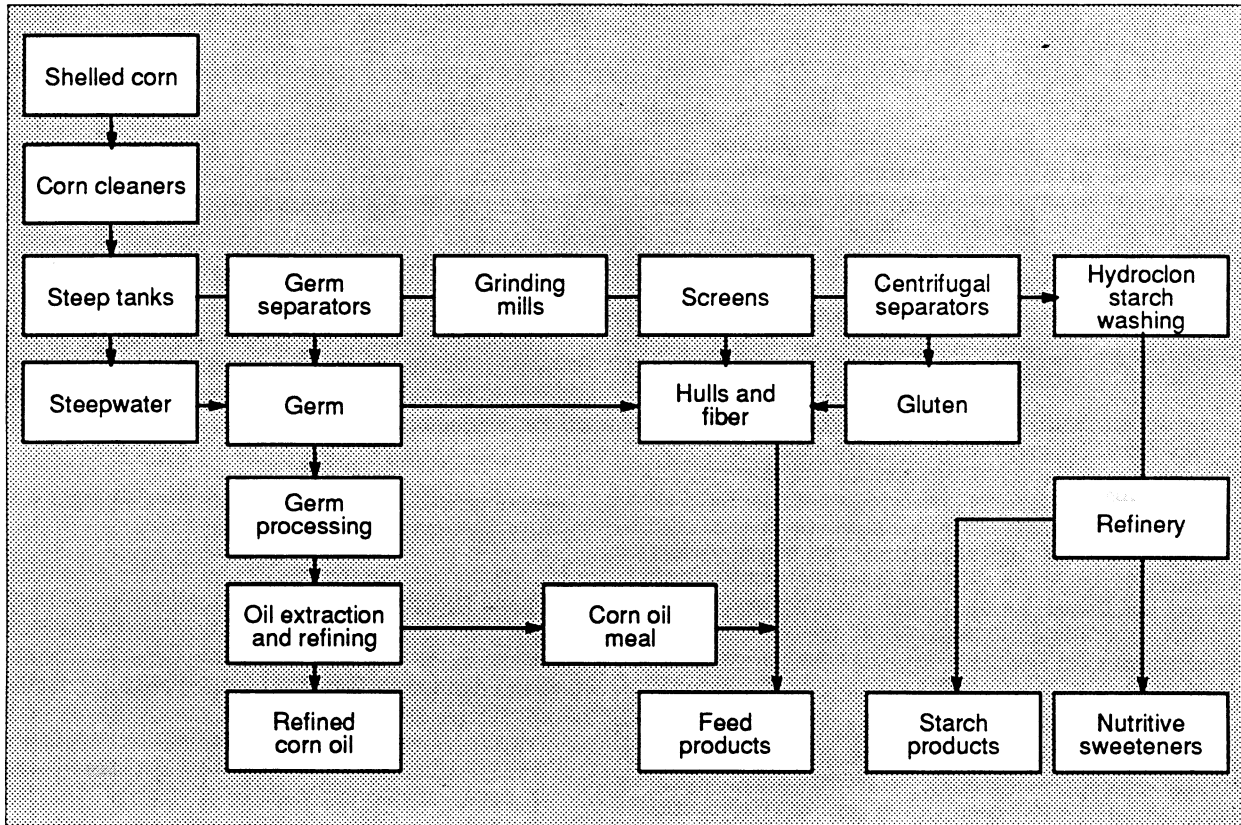 Shelled corn
Corn cleaners
Steep tanks
Germ
separators
Grinding
mills
Screens
Centrifugal
separators
Hydroclon
starch
washing
Steepwater
Germ
Hulls and
fiber
Gluten
Germ
processing
Refinery
Oil extraction
and refining
Corn oil
meal
Refined
corn oil
Feed
products
Starch
products
Nutritive
sweeteners